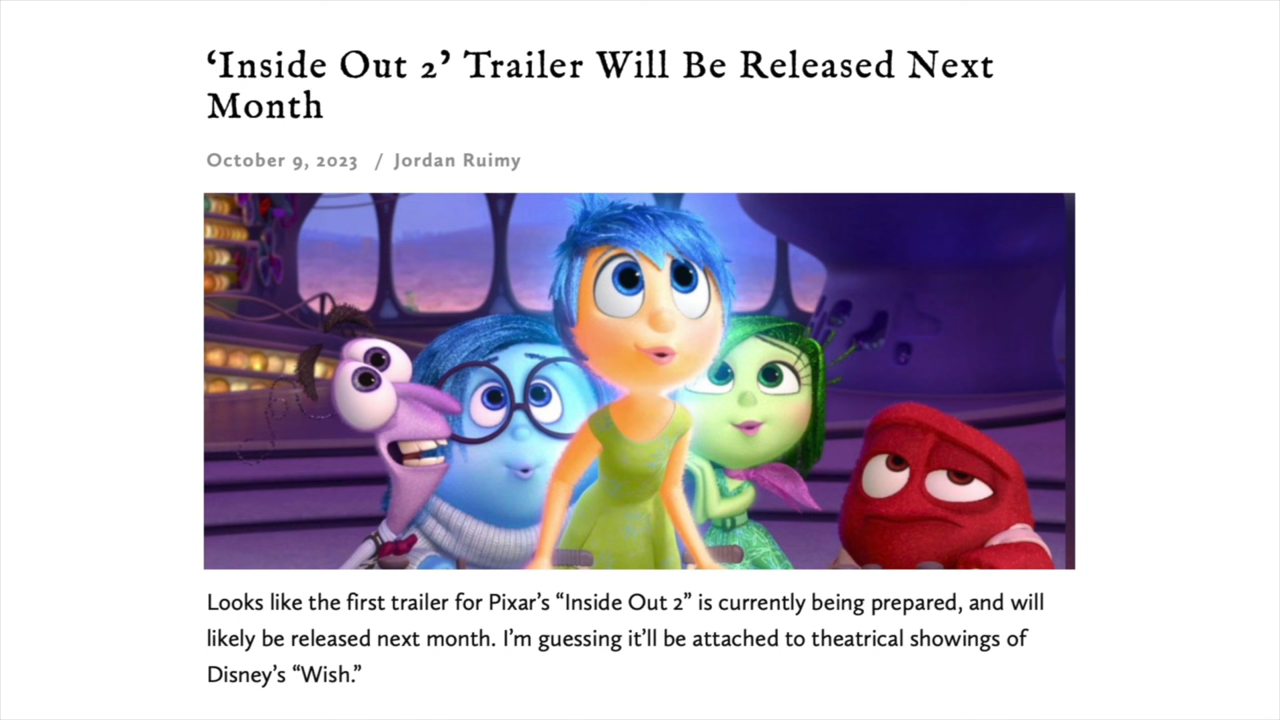 ‘Inside Out 2’ Trailer Will Be Released Next
Month
October 9, 2023 / Jordan Ruimy
Looks like the first trailer for Pixar’s “Inside Out 2” is currently being prepared, and will
likely be released next month. I’m guessing it’ll be attached to theatrical showings of
Disney’s “Wish.”